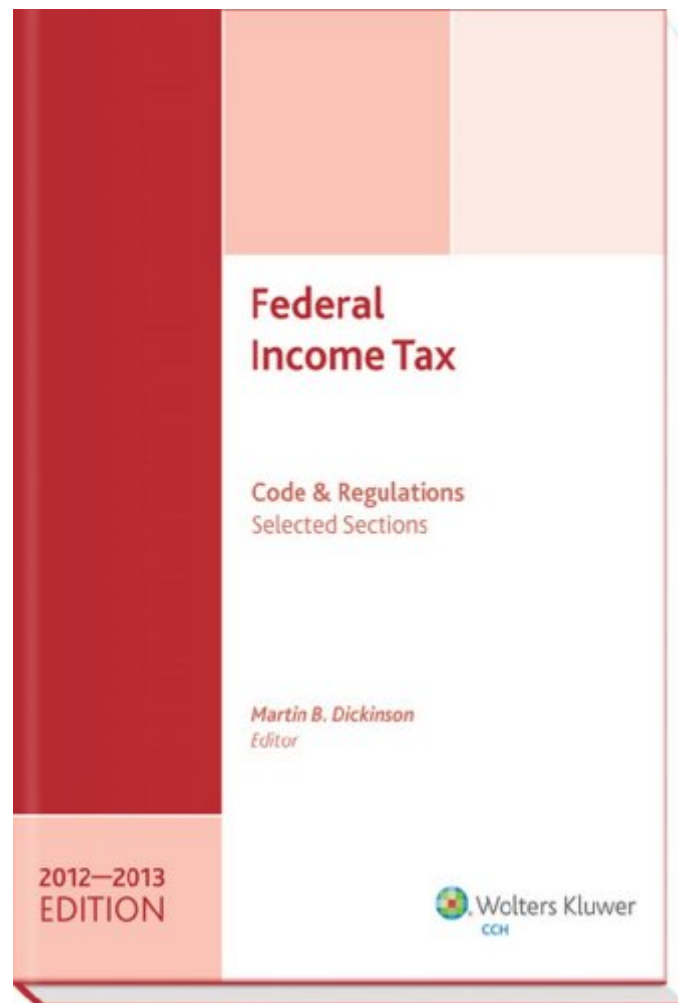 Federal
Income Tax
Code & Regulations
Selected Sections
Martin B. Dickinson
Editor
2012—2013
EDITION
Wolters Kluwer
CCH